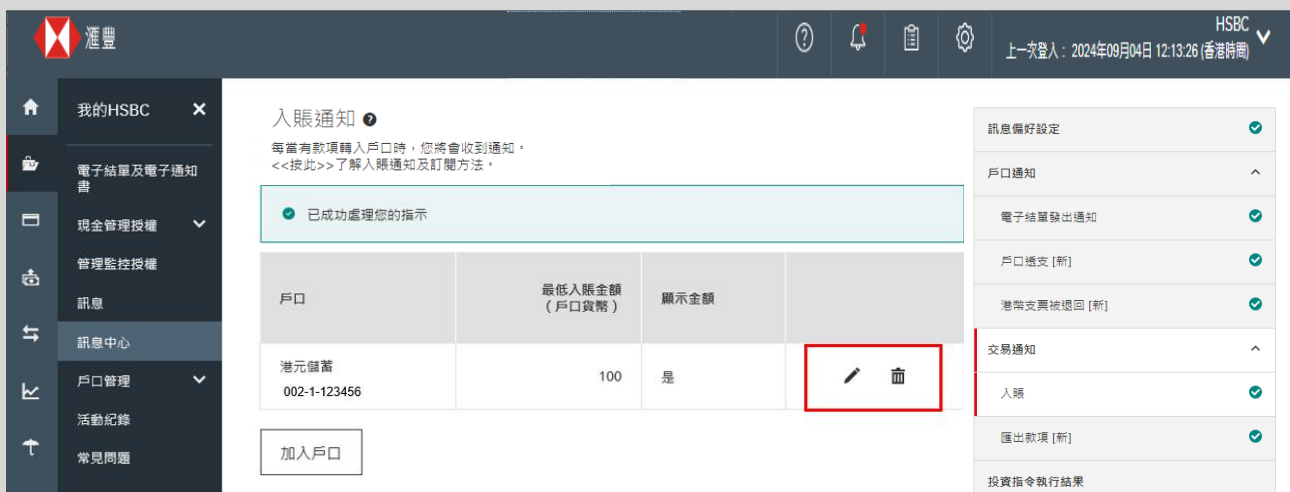 滙豐
HSBC
上一次登入 : 2024年09月04日 12:13:26 (香港時間)
我的HSBC
電子結單及電子通知
書
現金管理授權
管理監控授權
訊息
訊息中心
戶口管理
活動紀錄
常見問題
入賬通知
每當有款項轉入戶口時，您將會收到通知。
<<按此>>了解入賬通知及訂閱方法。
已成功處理您的指示
戶口
最低入賬金額
( 戶口貨幣 )
顯示金額
港元儲蓄
002-1-123456
100
是
加入戶口
訊息偏好設定
戶口通知
電子結單發出通知
戶口透支 [新]
港幣支票被退回 [新]
交易通知
入賬
匯出款項 [新]
投資指令執行結果